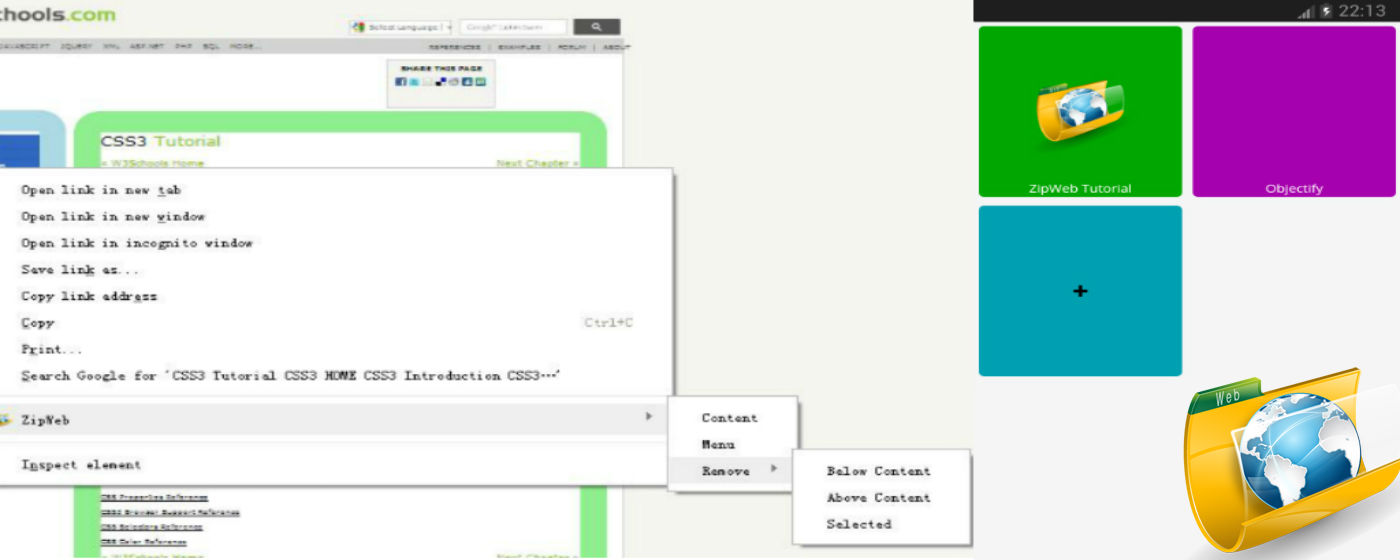 chools.com
Select Language
JAVASCRIPT JQUERY XML ASP.NET PHP SQL MORE...
REFERENCES | EXAMPLES | FORUM | ABOUT
SHARE THIS PAGE
CSS3 Tutorial
« W3Schools Home
Next Chapter »
Open link in new tab
Open link in new window
Open link in incognito window
Save link as...
Copy link address
Copy Ctrl+C
Print...
Search Google for 'CSS3 Tutorial CSS3 HOME CSS3 Introduction CSS3…'
ZipWeb
Inspect element
Content
Menu
Remove
Below Content
Above Content
Selected
CSS Properties Reference
CSS3 Browser Support Reference
CSS Selectors Reference
CSS Color Reference
« W3Schools Home
Next Chapter »
22:13
ZipWeb Tutorial
Objectify
+
Web